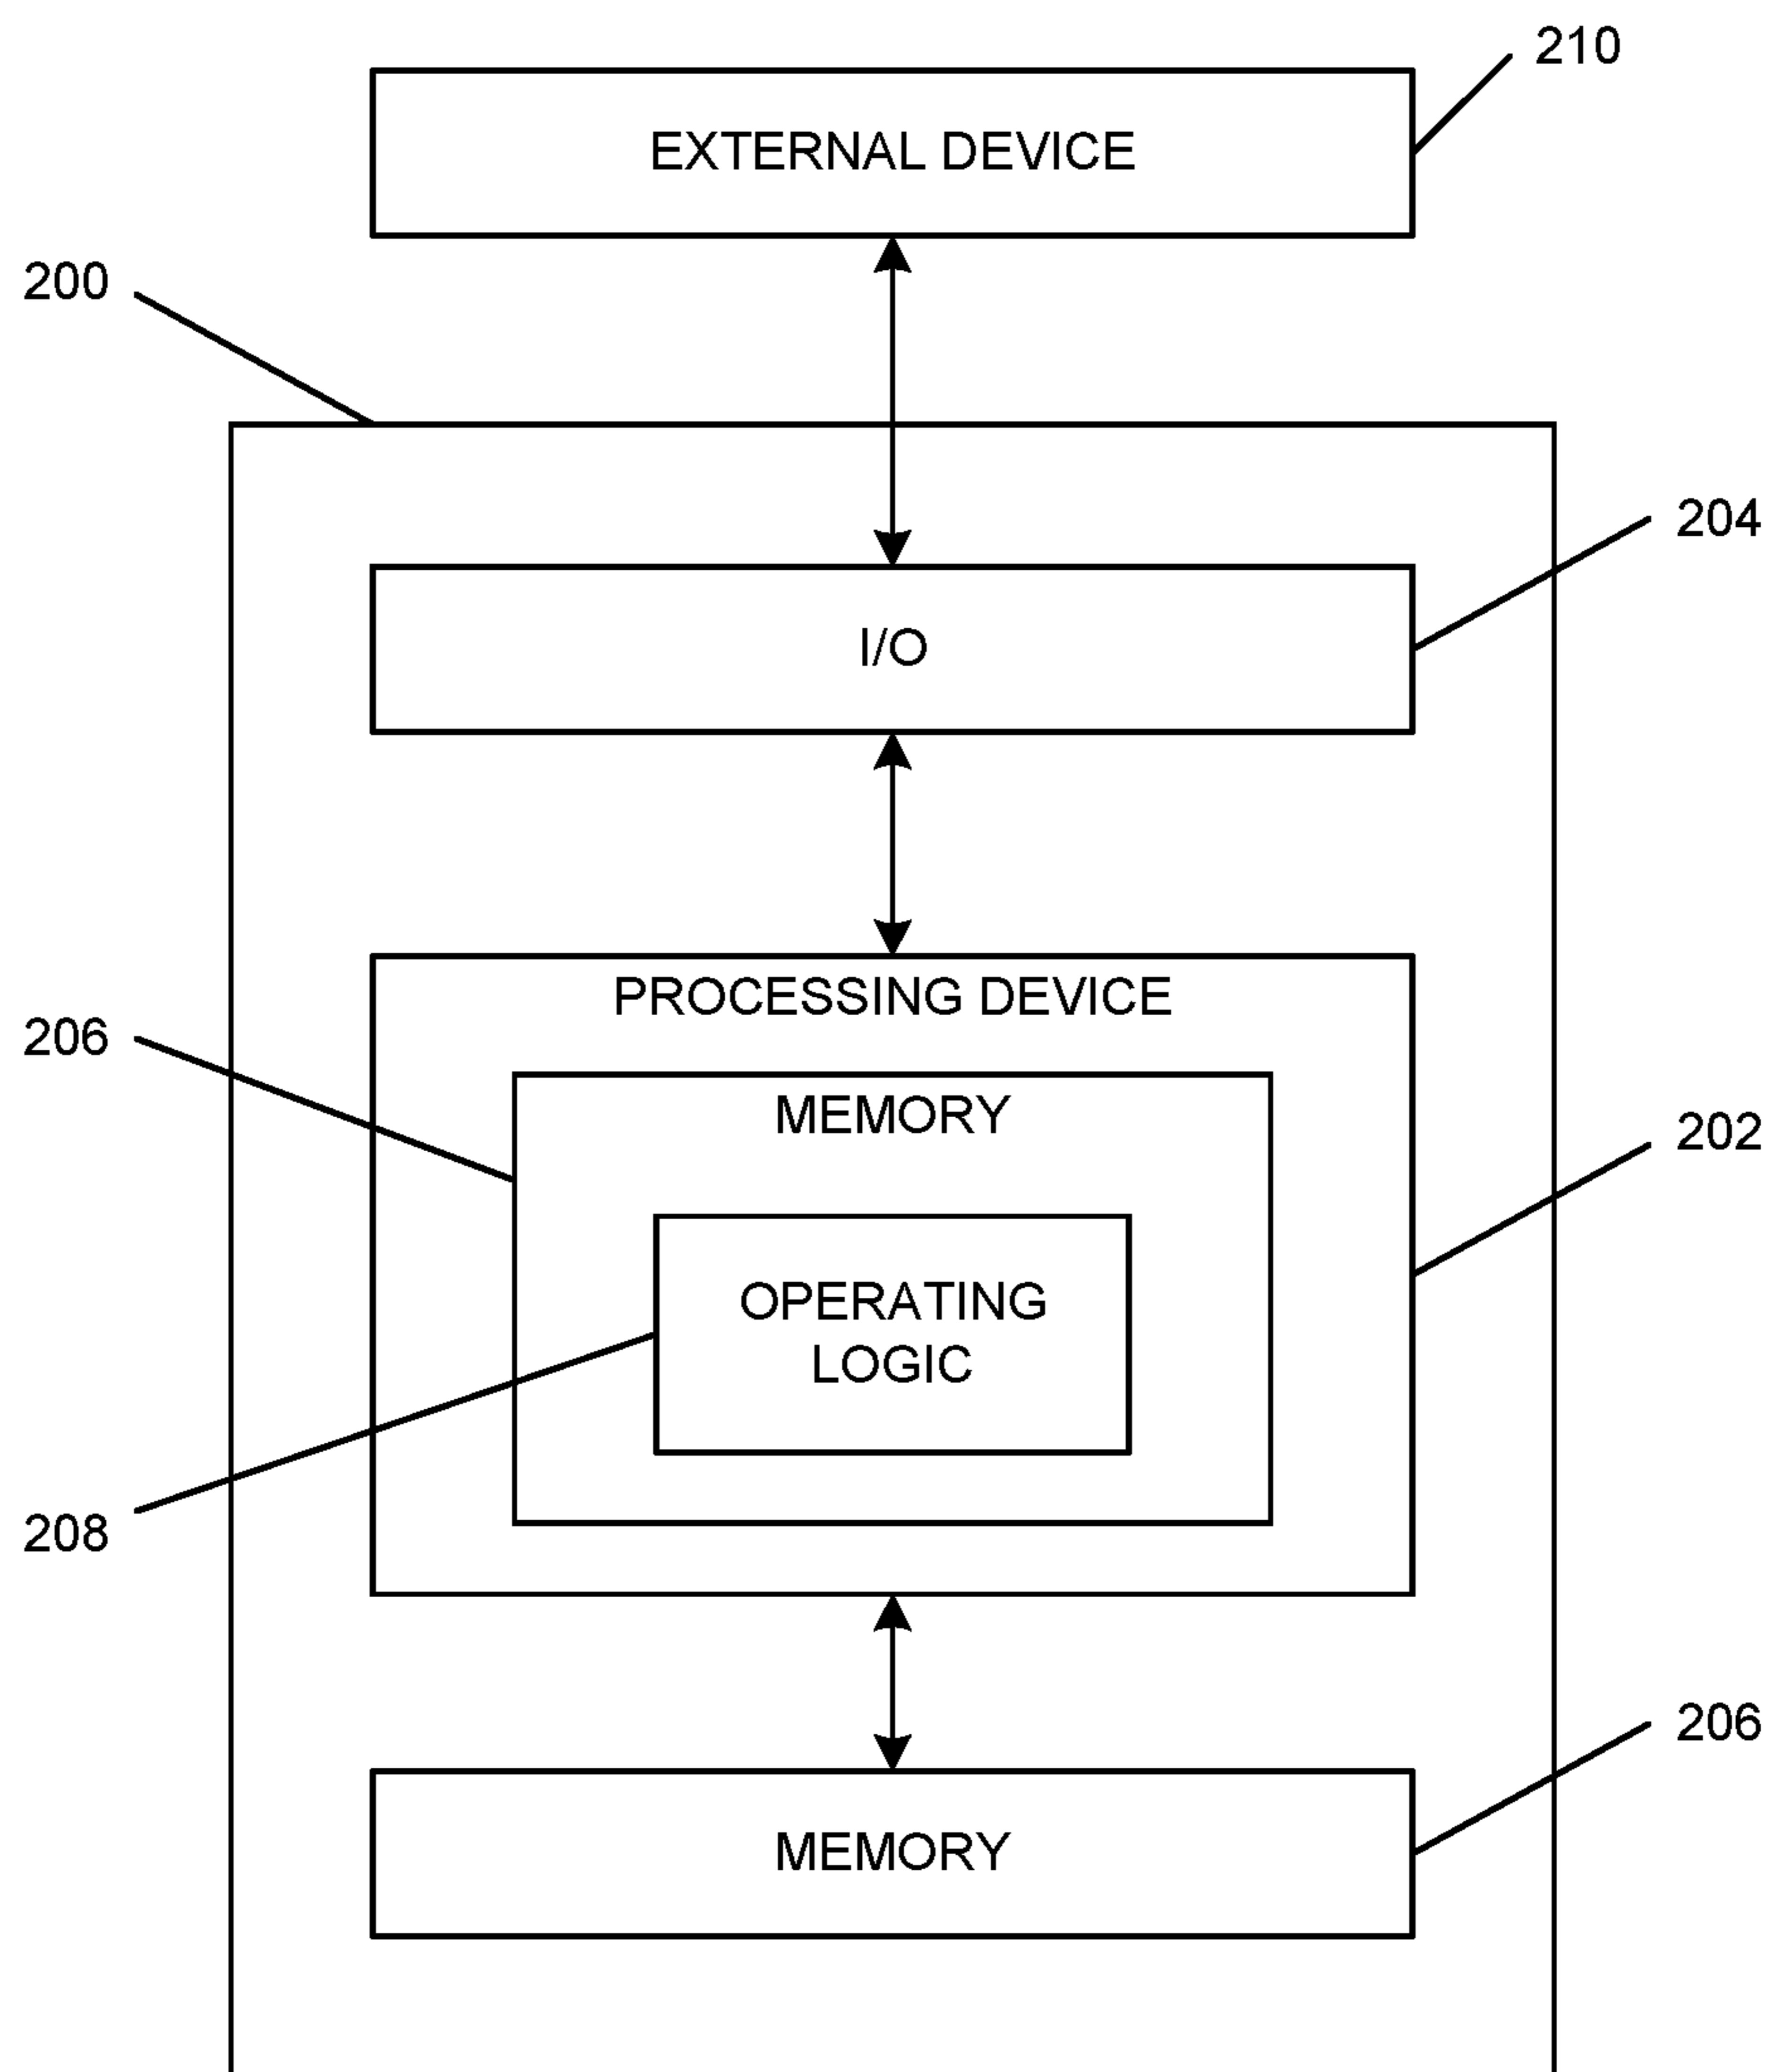 210
EXTERNAL DEVICE
200
204
I/O
PROCESSING DEVICE
206
MEMORY
202
OPERATING
LOGIC
208
206
MEMORY